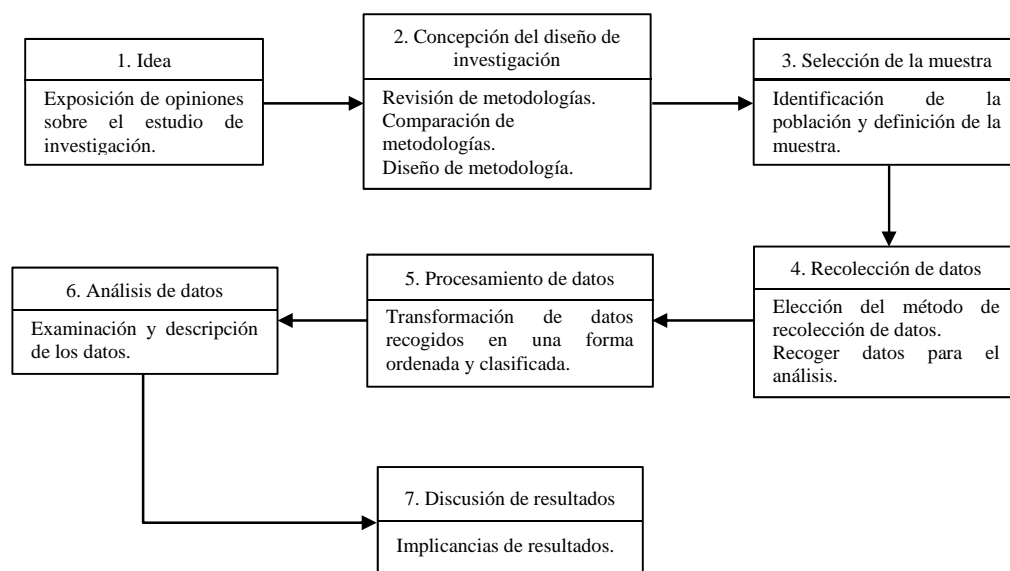 1. Idea
Exposición de opiniones
sobre el estudio de
investigación.
2. Concepción del diseño de
investigación
Revisión de metodologías.
Comparación de
metodologías.
Diseño de metodología.
3. Selección de la muestra
Identificación de la
población y definición de la
muestra.
4. Recolección de datos
Elección del método de
recolección de datos.
Recoger datos para el
análisis.
5. Procesamiento de datos
Transformación de datos
recogidos en una forma
ordenada y clasificada.
6. Análisis de datos
Examinación y descripción
de los datos.
7. Discusión de resultados
Implicancias de resultados.